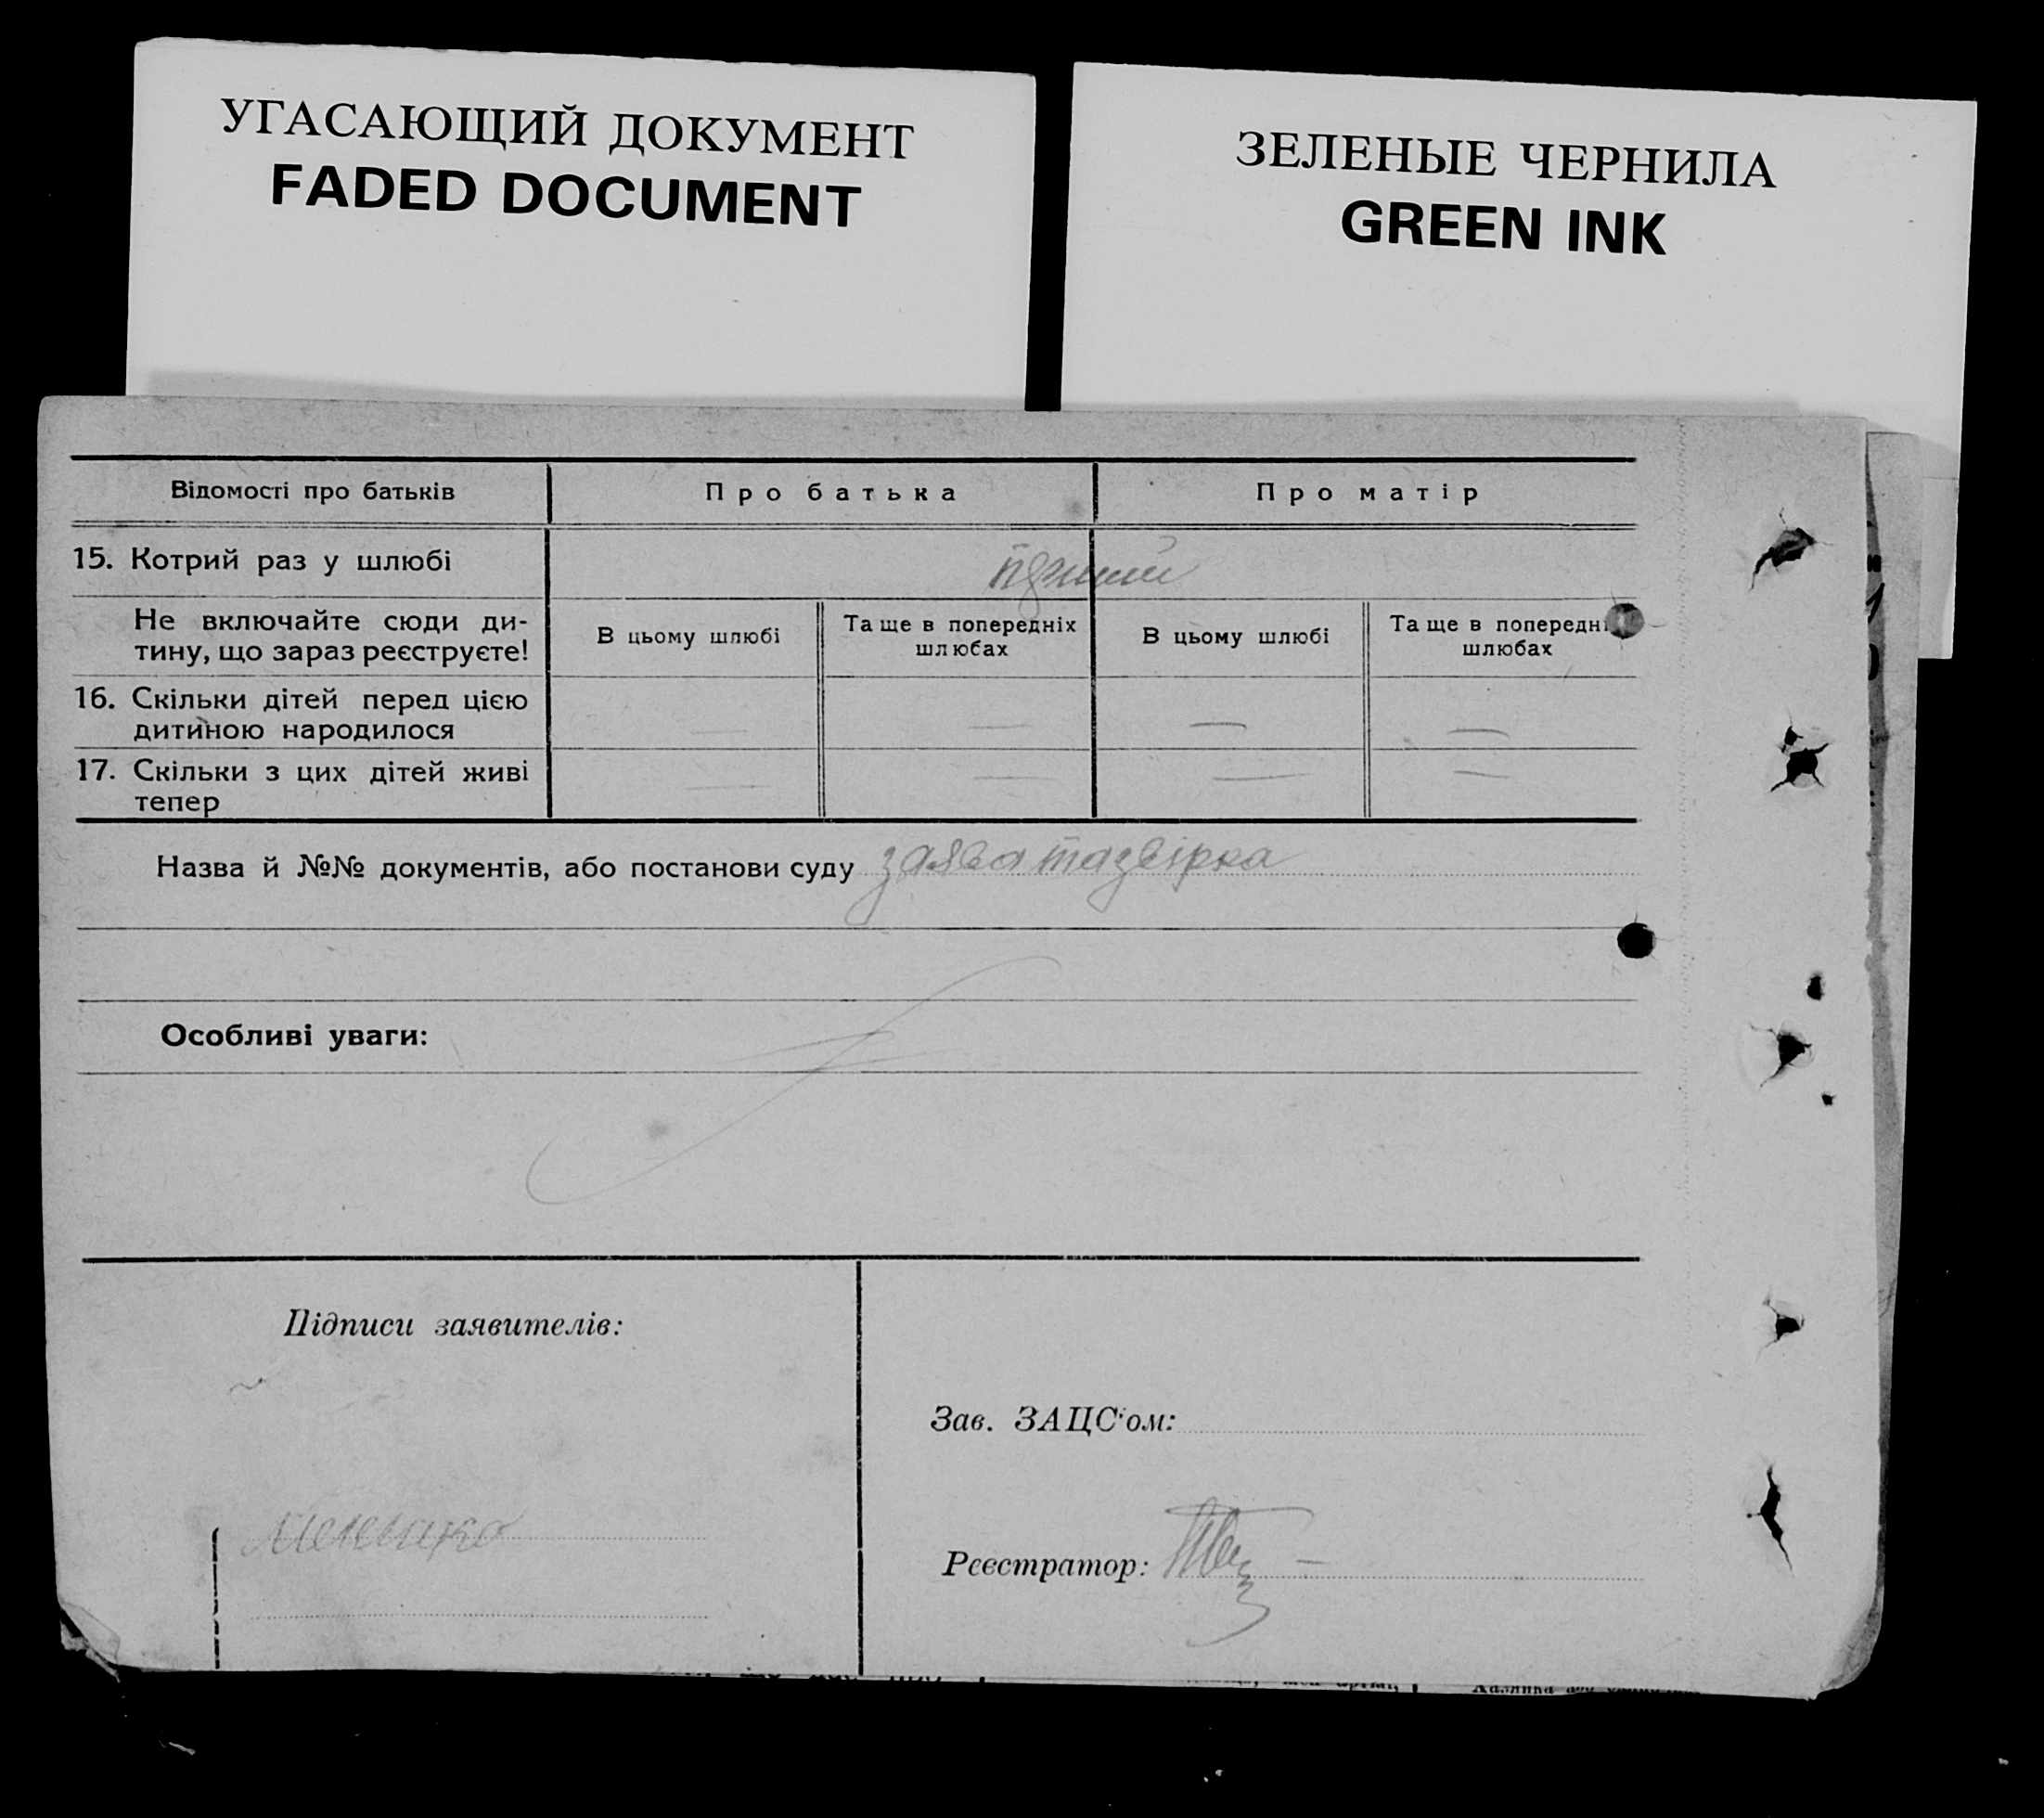 УГАСАЮЩИЙ ДОКУМЕНТ
FADED DOCUMENT
ЗЕЛЕНЫЕ ЧЕРНИЛА
GREEN INK
Відомості про батьків
Про батька
Про матір
15. Котрий раз у шлюбі
Не включайте сюди ди-
тину, що зараз реєструєте!
В цьому шлюбі
Та ще в попередніх
шлюбах
В цьому шлюбі
Та ще в попередні
шлюбах
16. Скільки дітей перед цією
дитиною народилося
— — — —
17. Скільки з цих дітей живі
тепер
— — — —
Назва й №№ документів, або постанови суду заява та звірка
Особливі уваги:
Підписи заявителів:
Зав. ЗАЦС'ом:
Реєстратор: